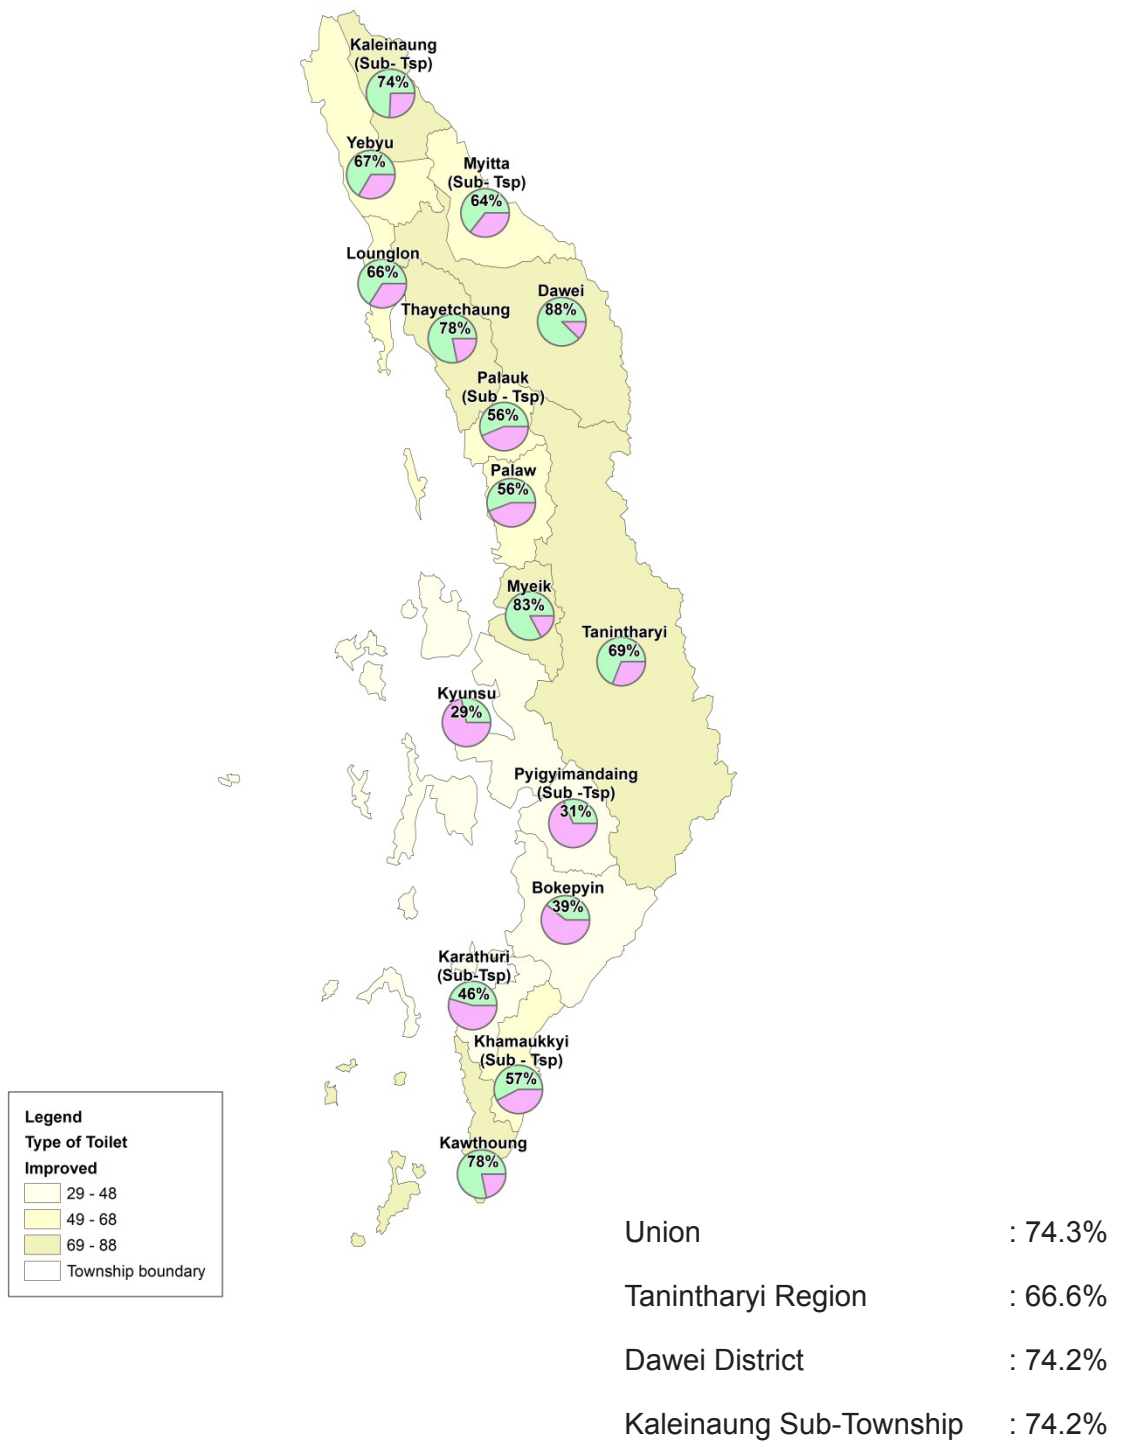 Kaleinaung
(Sub- Tsp)
74%
Yebyu
67%
Myitta
(Sub- Tsp)
64%
Lounglon
66%
Dawei
88%
Thayetchaung
78%
Palauk
(Sub - Tsp)
56%
Palaw
56%
Myeik
83%
Tanintharyi
69%
Kyunsu
29%
Pyigyimandaing
(Sub -Tsp)
31%
Bokepyin
39%
Karathuri
(Sub-Tsp)
46%
Khamaukkyi
(Sub - Tsp)
57%
Kawthoung
78%
Legend
Type of Toilet
Improved
29 - 48
49 - 68
69 - 88
Township boundary
Union : 74.3%
Tanintharyi Region : 66.6%
Dawei District : 74.2%
Kaleinaung Sub-Township : 74.2%